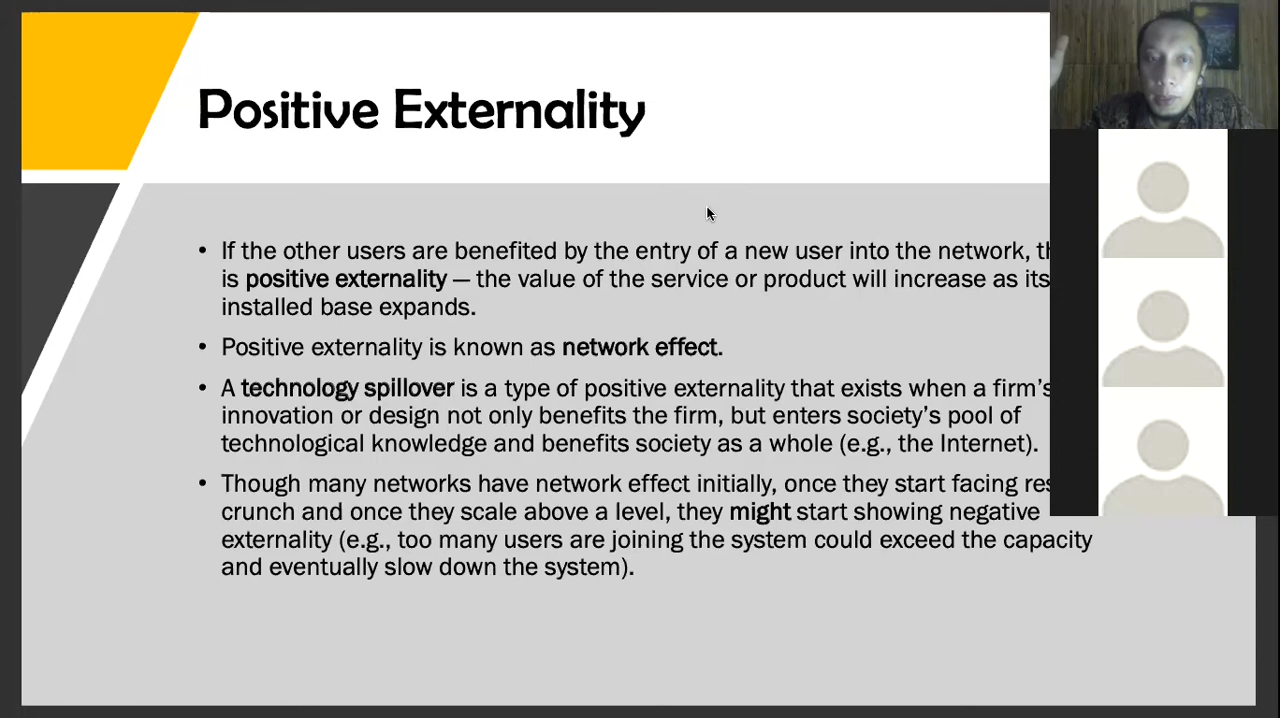 Positive Externality
• If the other users are benefited by the entry of a new user into the network,
is positive externality — the value of the service or product will increase as its
installed base expands.
• Positive externality is known as network effect.
• A technology spillover is a type of positive externality that exists when a firm's
innovation or design not only benefits the firm, but enters society's pool of
technological knowledge and benefits society as a whole (e.g., the Internet).
• Though many networks have network effect initially, once they start facing
crunch and once they scale above a level, they might start showing negative
externality (e.g., too many users are joining the system could exceed the capacity
and eventually slow down the system).